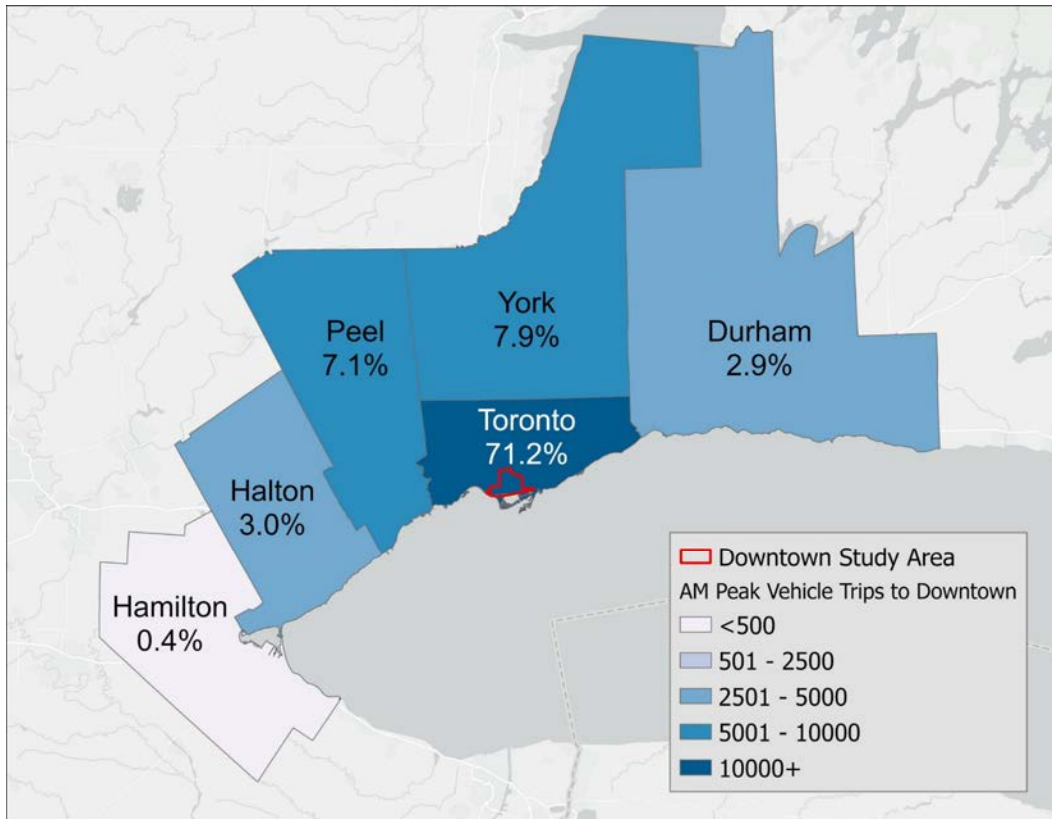 York
7.9%
Peel
7.1%
Durham
2.9%
Toronto
71.2%
Halton
3.0%
Hamilton
0.4%
Downtown Study Area
AM Peak Vehicle Trips to Downtown
<500
501 - 2500
2501 - 5000
5001 - 10000
10000+